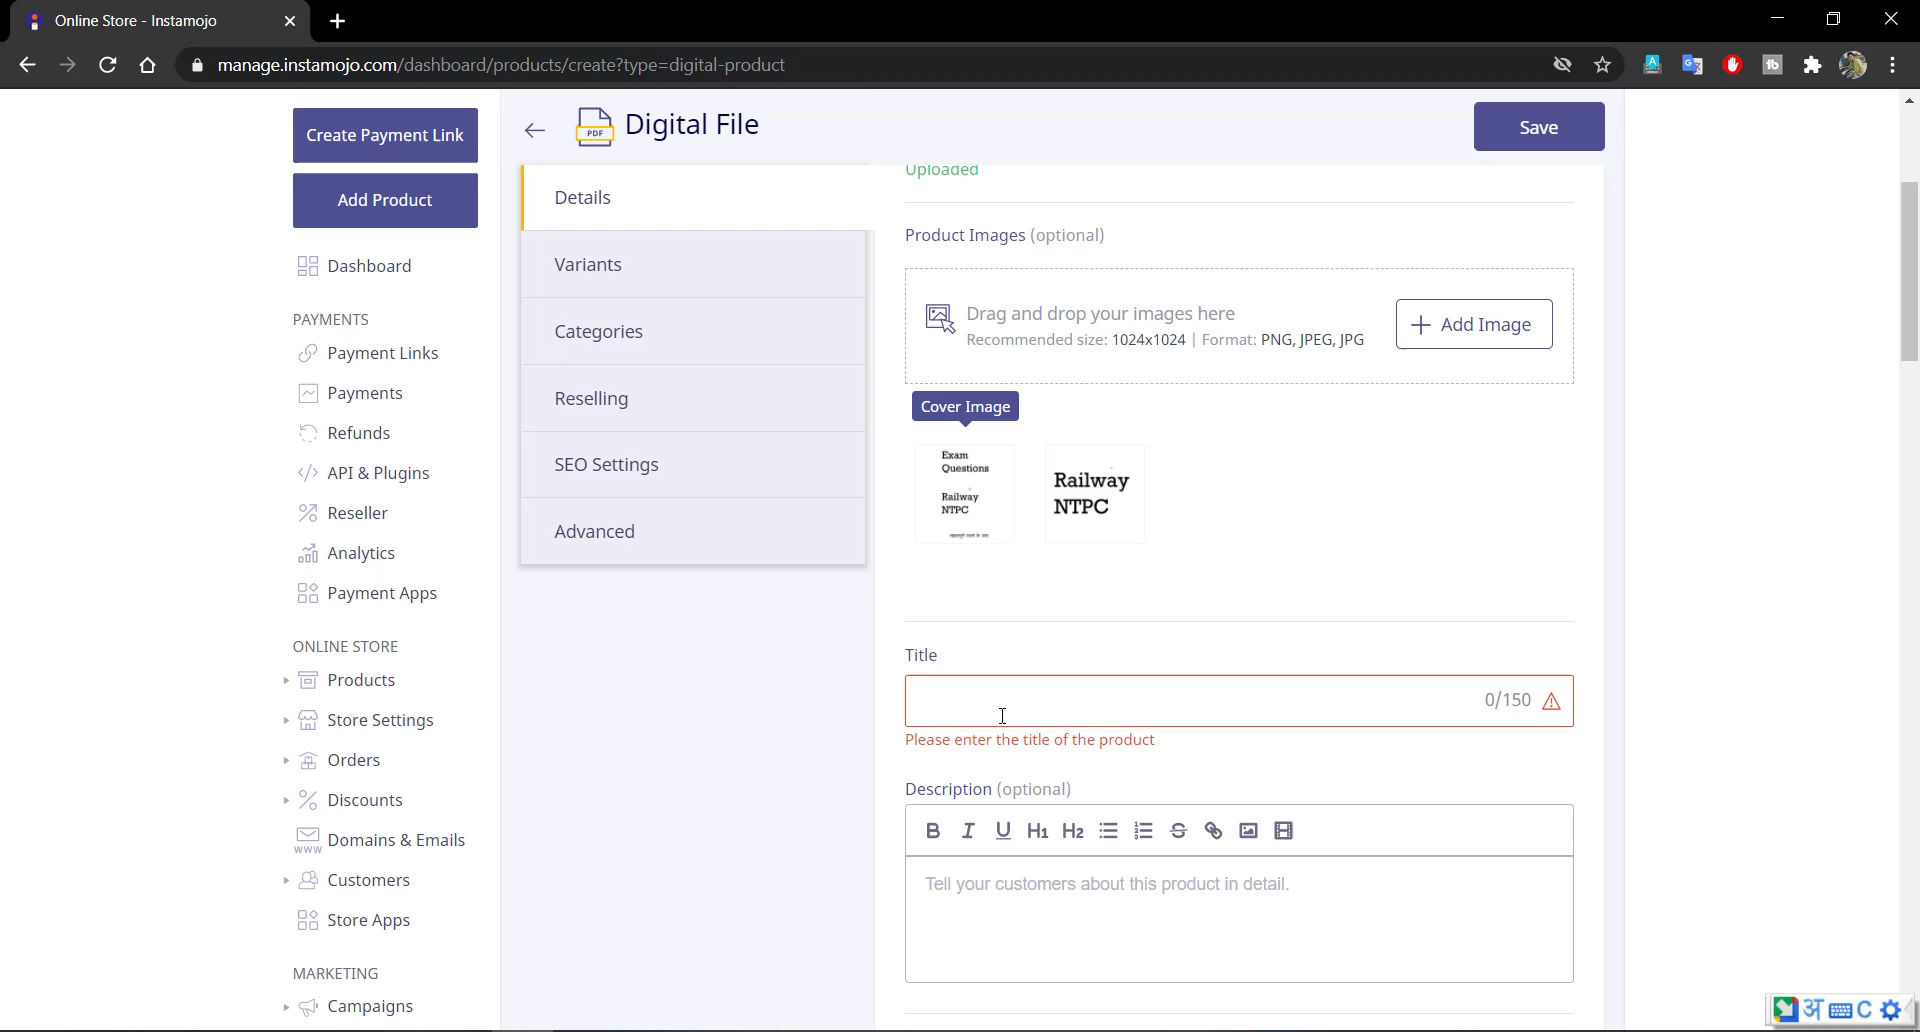 Online Store - Instamojo
manage.instamojo.com/dashboard/products/create?type=digital-product
Create Payment Link
Add Product
Dashboard
PAYMENTS
Payment Links
Payments
Refunds
API & Plugins
Reseller
Analytics
Payment Apps
ONLINE STORE
Products
Store Settings
Orders
Discounts
WWW
Domains & Emails
Customers
Store Apps
MARKETING
Campaigns
PDF
Digital File
Save
Details
Variants
Categories
Reselling
SEO Settings
Advanced
Uploaded
Product Images (optional)
Drag and drop your images here
Recommended size: 1024x1024 | Format: PNG, JPEG, JPG
Add Image
Cover Image
Exam
Questions
Railway
NTPC
Railway
NTPC
Title
0/150
Please enter the title of the product
Description (optional)
B I U H1 H2 S
Tell your customers about this product in detail.
अ C